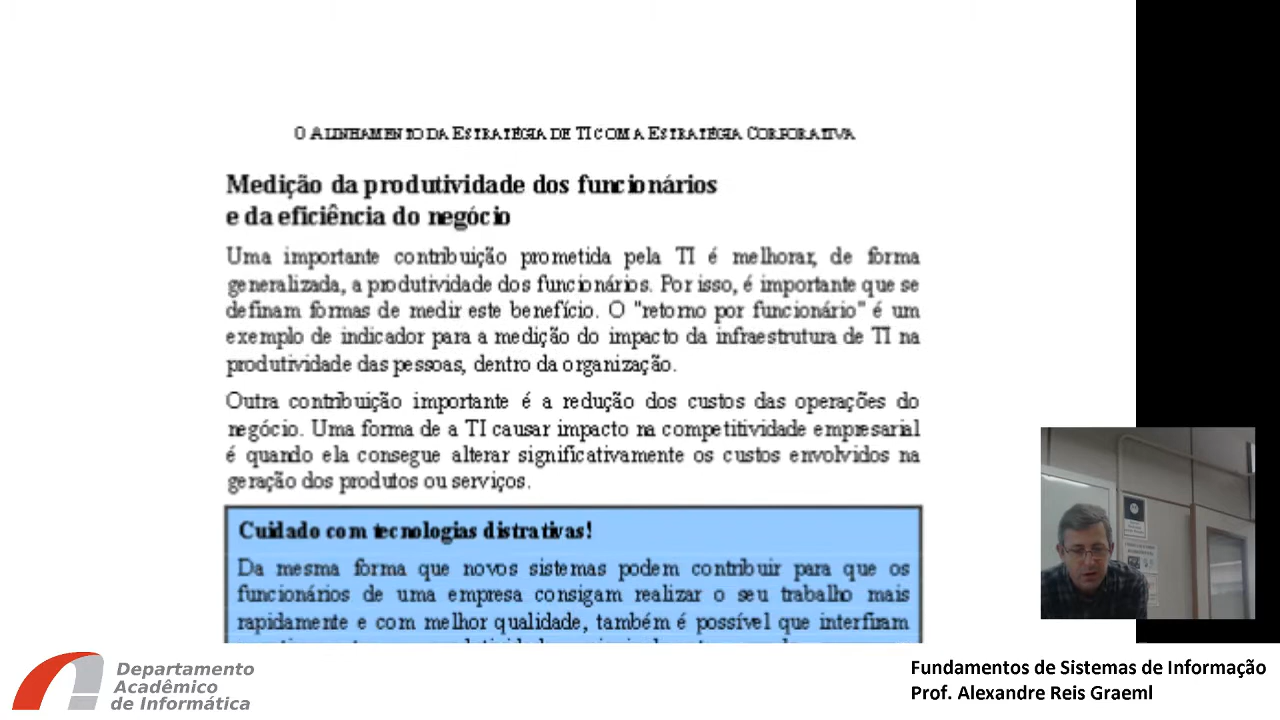 O ALINHAMENTO DA ESTRATÉGIA DE TI COM A ESTRATÉGIA CORPORATIVA
Medição da produtividade dos funcionários
e da eficiência do negócio
Uma importante contribuição prometida pela TI é melhorar, de forma
generalizada, a produtividade dos funcionários. Por isso, é importante que se
definam formas de medir este benefício. O "retorno por funcionário" é um
exemplo de indicador para a medição do impacto da infraestrutura de TI na
produtividade das pessoas, dentro da organização.
Outra contribuição importante é a redução dos custos das operações do
negócio. Uma forma de a TI causar impacto na competitividade empresarial
é quando ela consegue alterar significativamente os custos envolvidos na
geração dos produtos ou serviços.
Cuidado com tecnologias distrativas!
Da mesma forma que novos sistemas podem contribuir para que os
funcionários de uma empresa consigam realizar o seu trabalho mais
rapidamente e com melhor qualidade, também é possível que interfiram
Departamento
Acadêmico
de Informática
Fundamentos de Sistemas de Informação
Prof. Alexandre Reis Graeml